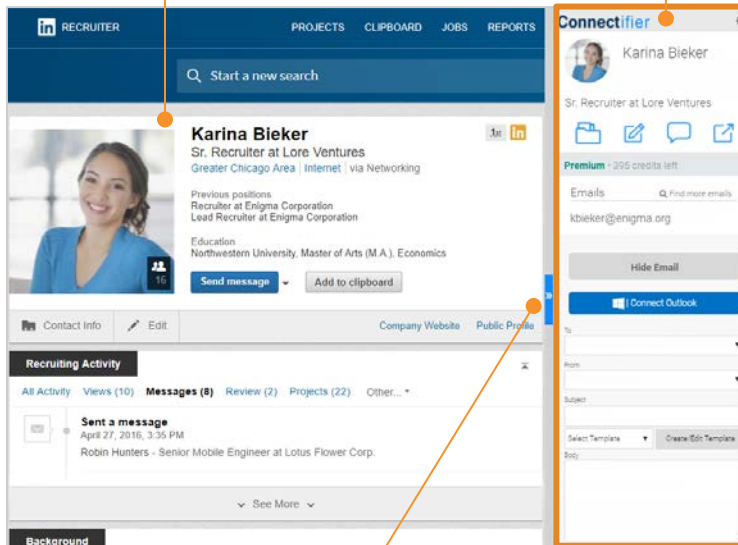 in RECRUITER PROJECTS CLIPBOARD JOBS REPORTS
Start a new search
Karina Bieker
1st in
Sr. Recruiter at Lore Ventures
Greater Chicago Area | Internet | via Networking
Previous positions
Recruiter at Enigma Corporation
Lead Recruiter at Enigma Corporation
Education
Northwestern University, Master of Arts (M.A.), Economics
16
Send message Add to clipboard
Contact Info Edit Company Website Public Profile
Recruiting Activity
All Activity Views (10) Messages (8) Review (2) Projects (22) Other...
Sent a message
April 27, 2016, 3:35 PM
Robin Hunters - Senior Mobile Engineer at Lotus Flower Corp.
See More
Background
Connectifier
Karina Bieker
Sr. Recruiter at Lore Ventures
Premium - 395 credits left
Emails Find more emails
kbieker@enigma.org
Hide Email
Connect Outlook
To
From
Subject
Select Template Create/Edit Template
Body